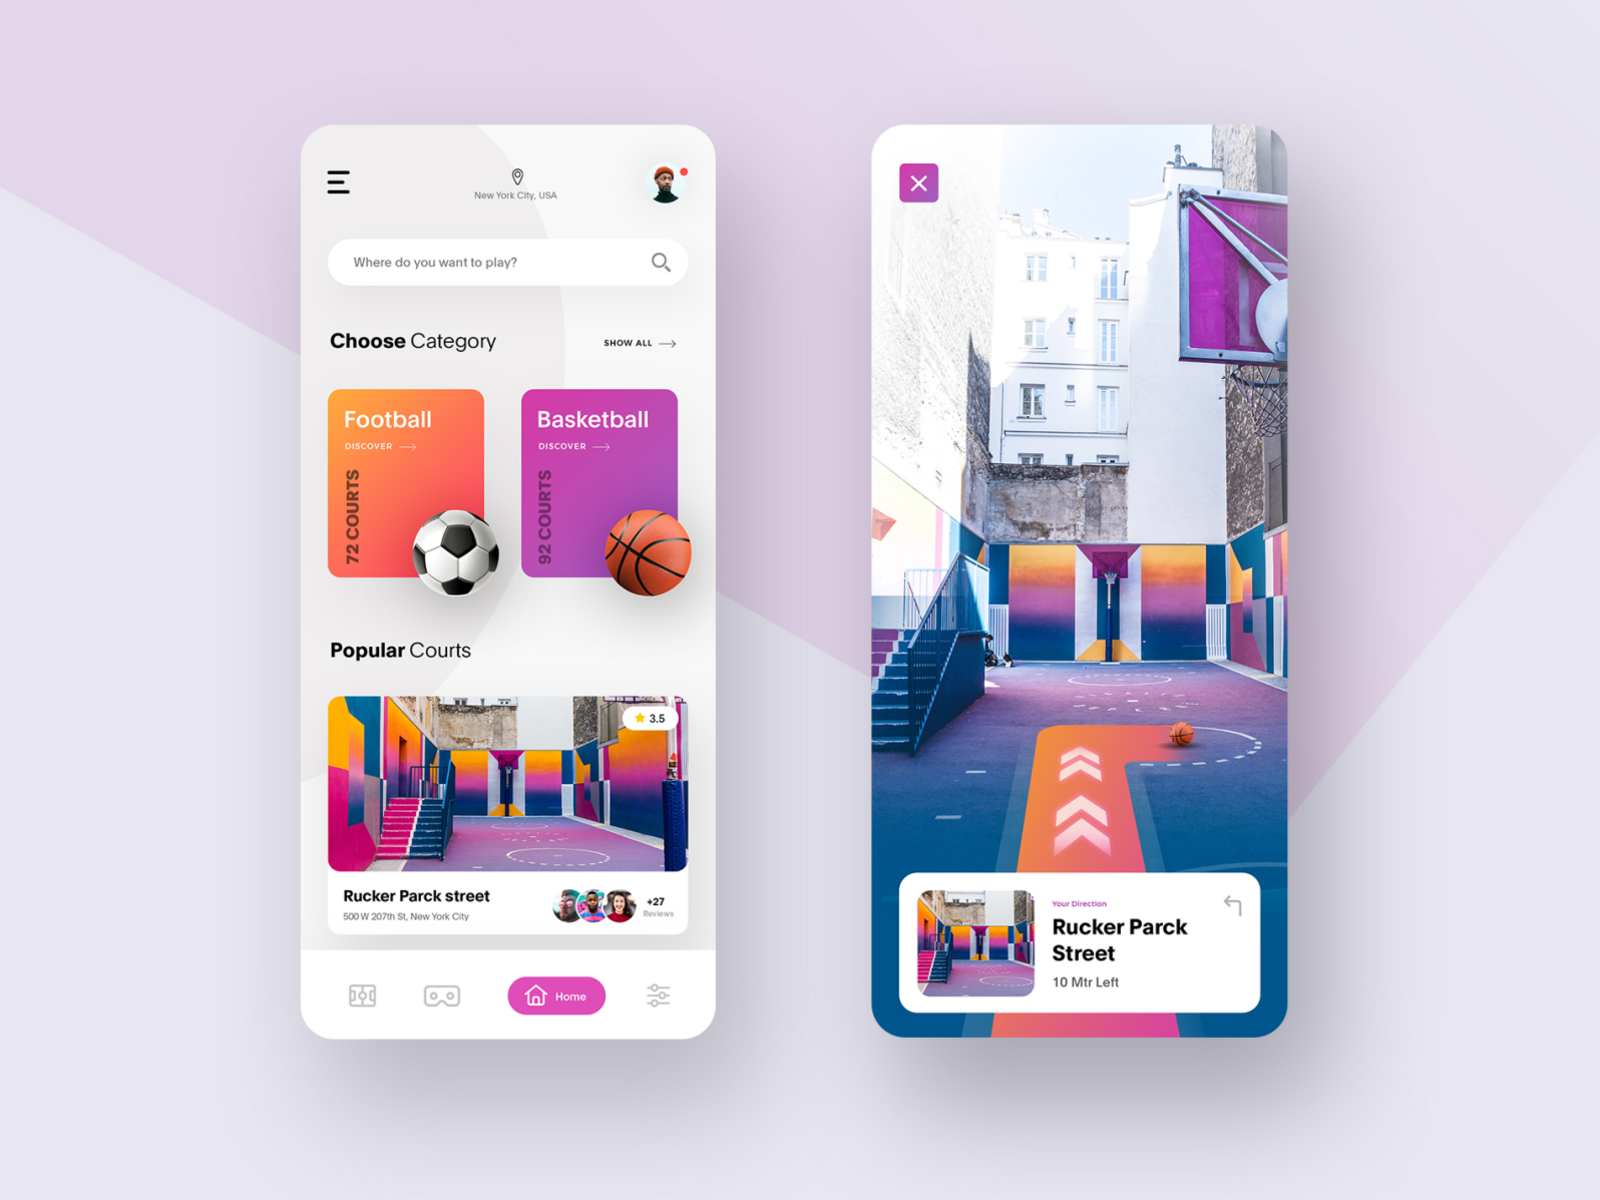 New York City, USA
Where do you want to play?
Choose Category
SHOW ALL
Football
DISCOVER
72 COURTS
Basketball
DISCOVER
92 COURTS
Popular Courts
3.5
Rucker Parck street
500 W 207th St, New York City
+27
Reviews
Home
Your Direction
Rucker Parck
Street
10 Mtr Left